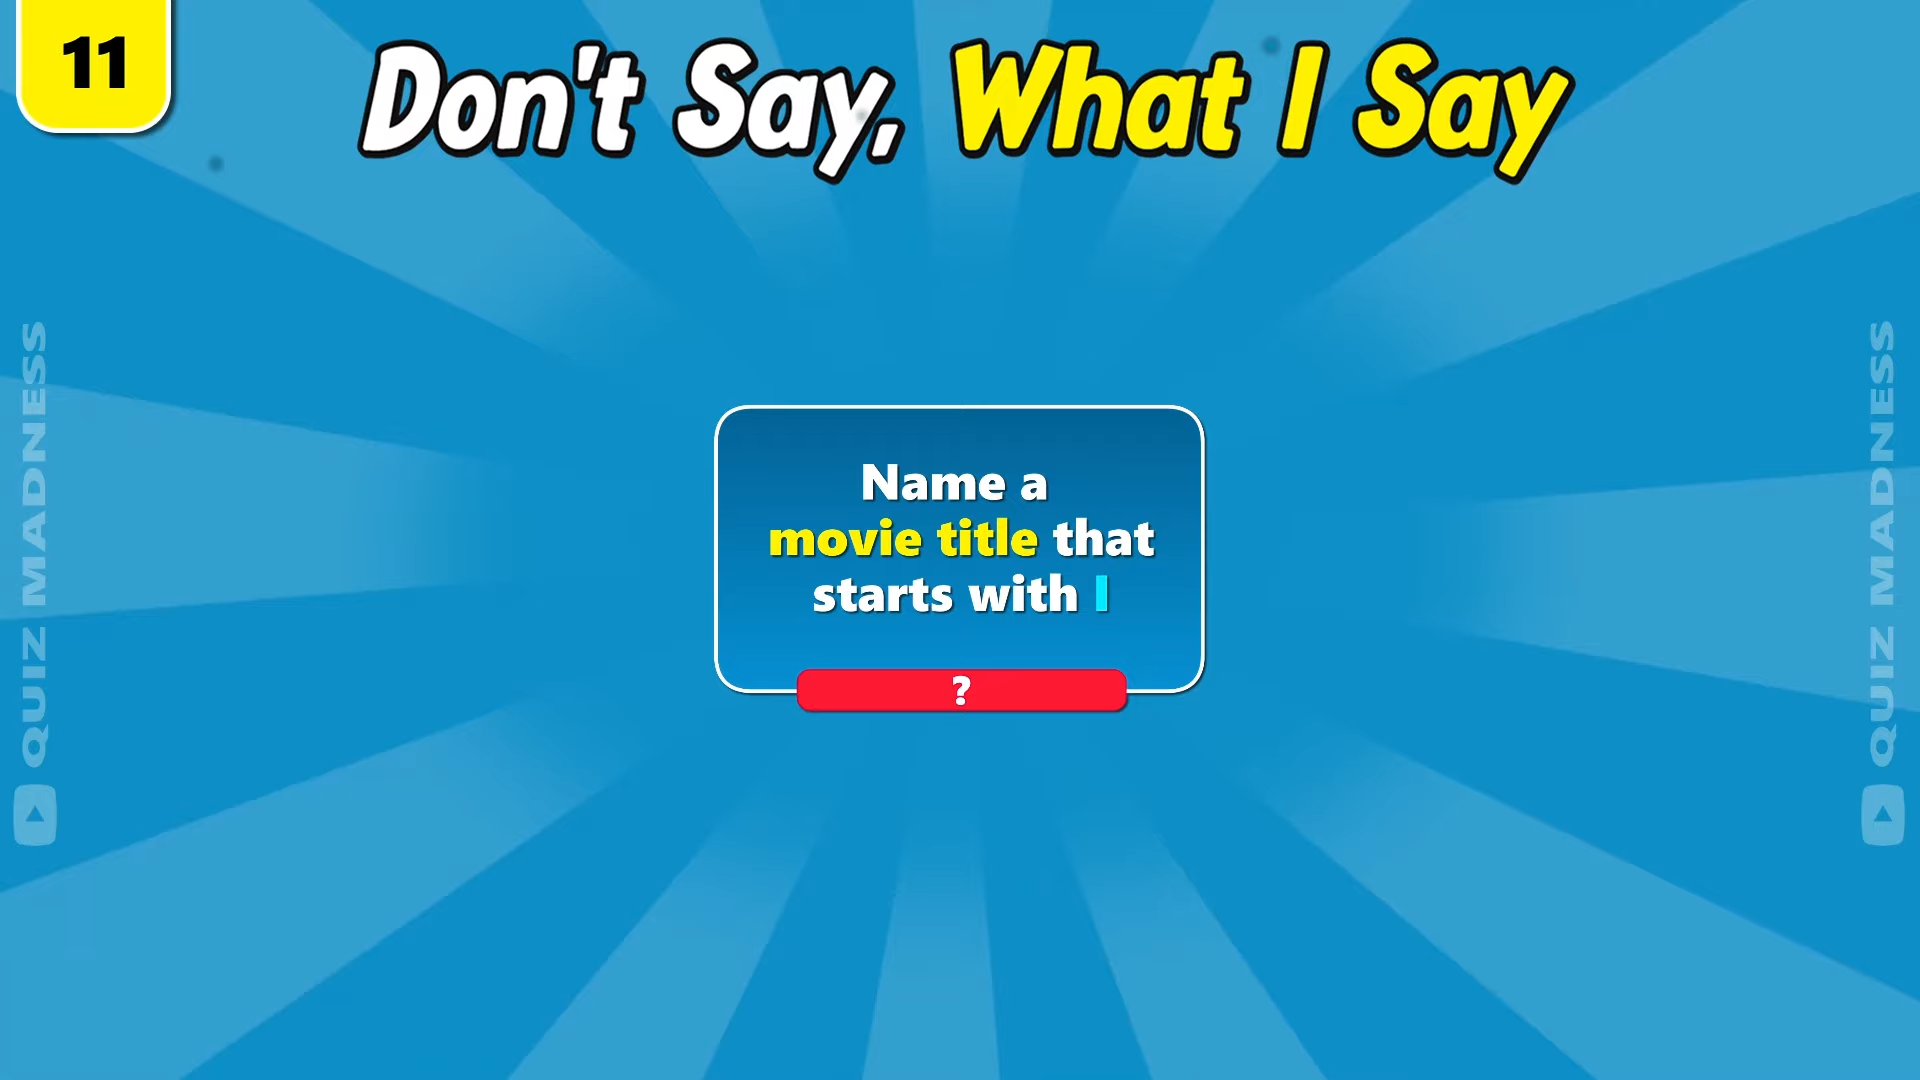 11
Don't Say, What I Say
QUIZ MADNESS
Name a
movie title that
starts with I
?
QUIZ MADNESS